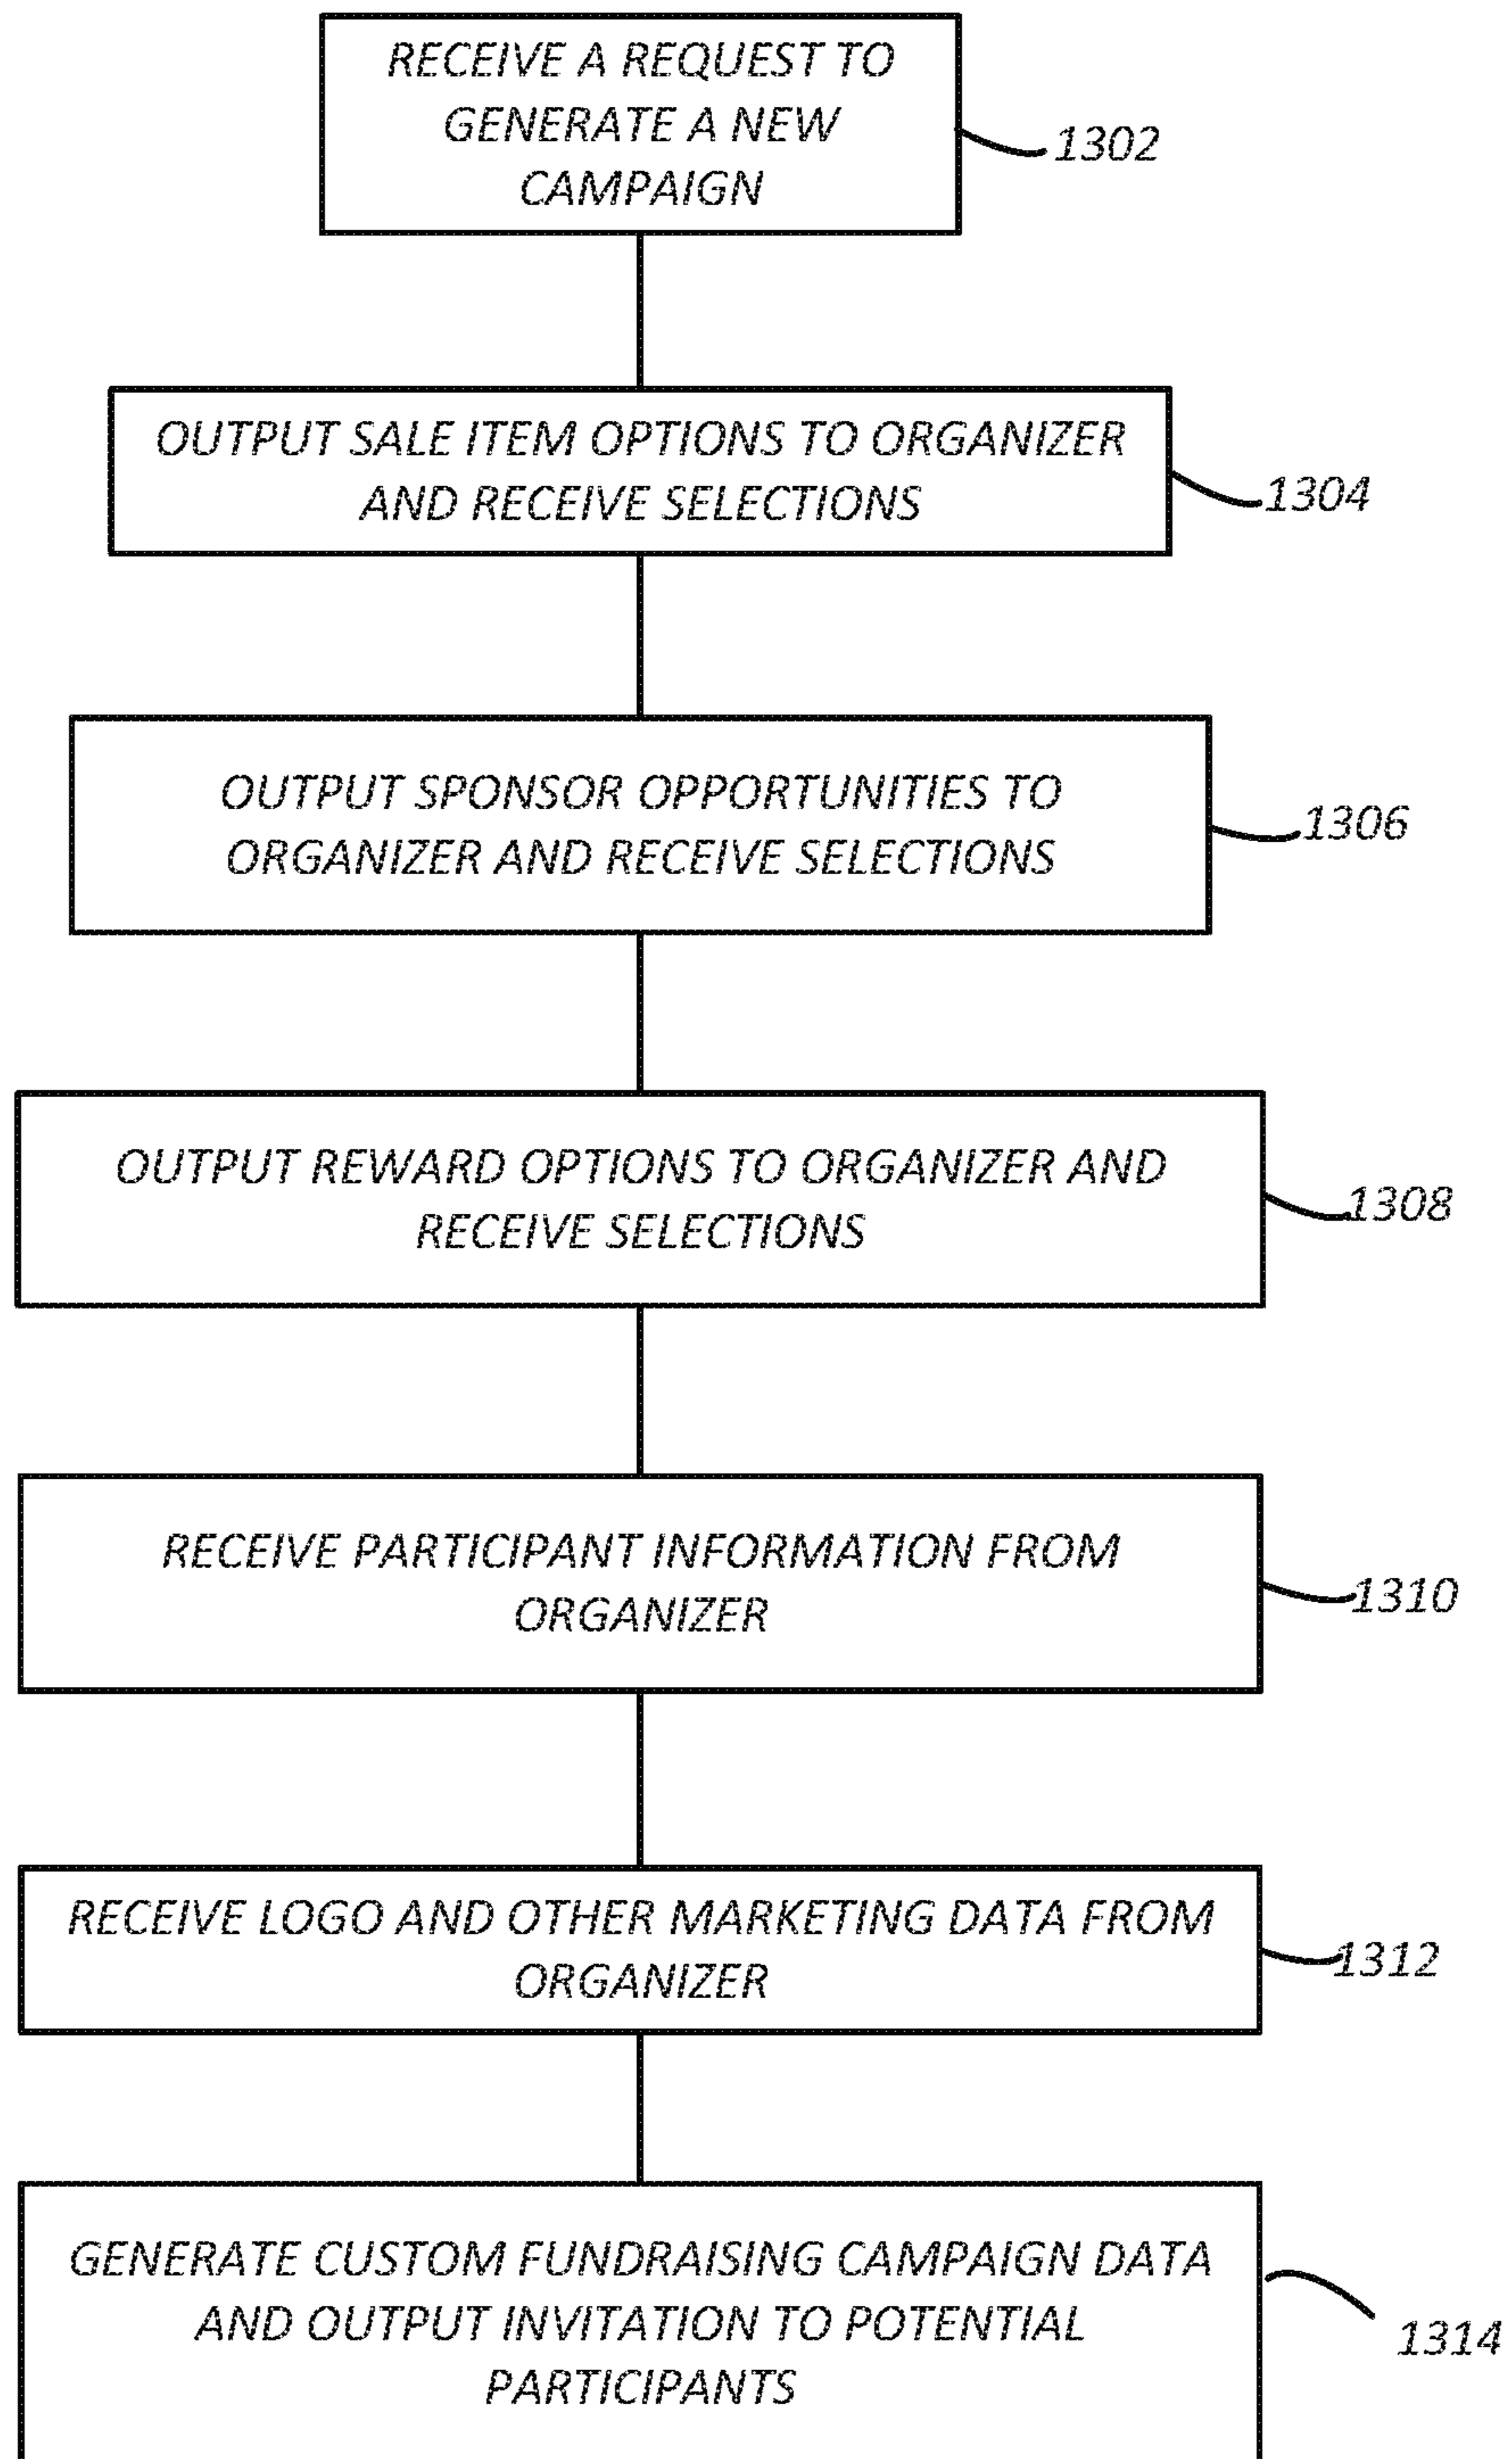 RECEIVE A REQUEST TO
GENERATE A NEW
CAMPAIGN
1302
OUTPUT SALE ITEM OPTIONS TO ORGANIZER
AND RECEIVE SELECTIONS
1304
OUTPUT SPONSOR OPPORTUNITIES TO
ORGANIZER AND RECEIVE SELECTIONS
1306
OUTPUT REWARD OPTIONS TO ORGANIZER AND
RECEIVE SELECTIONS
1308
RECEIVE PARTICIPANT INFORMATION FROM
ORGANIZER
1310
RECEIVE LOGO AND OTHER MARKETING DATA FROM
ORGANIZER
1312
GENERATE CUSTOM FUNDRAISING CAMPAIGN DATA
AND OUTPUT INVITATION TO POTENTIAL
PARTICIPANTS
1314